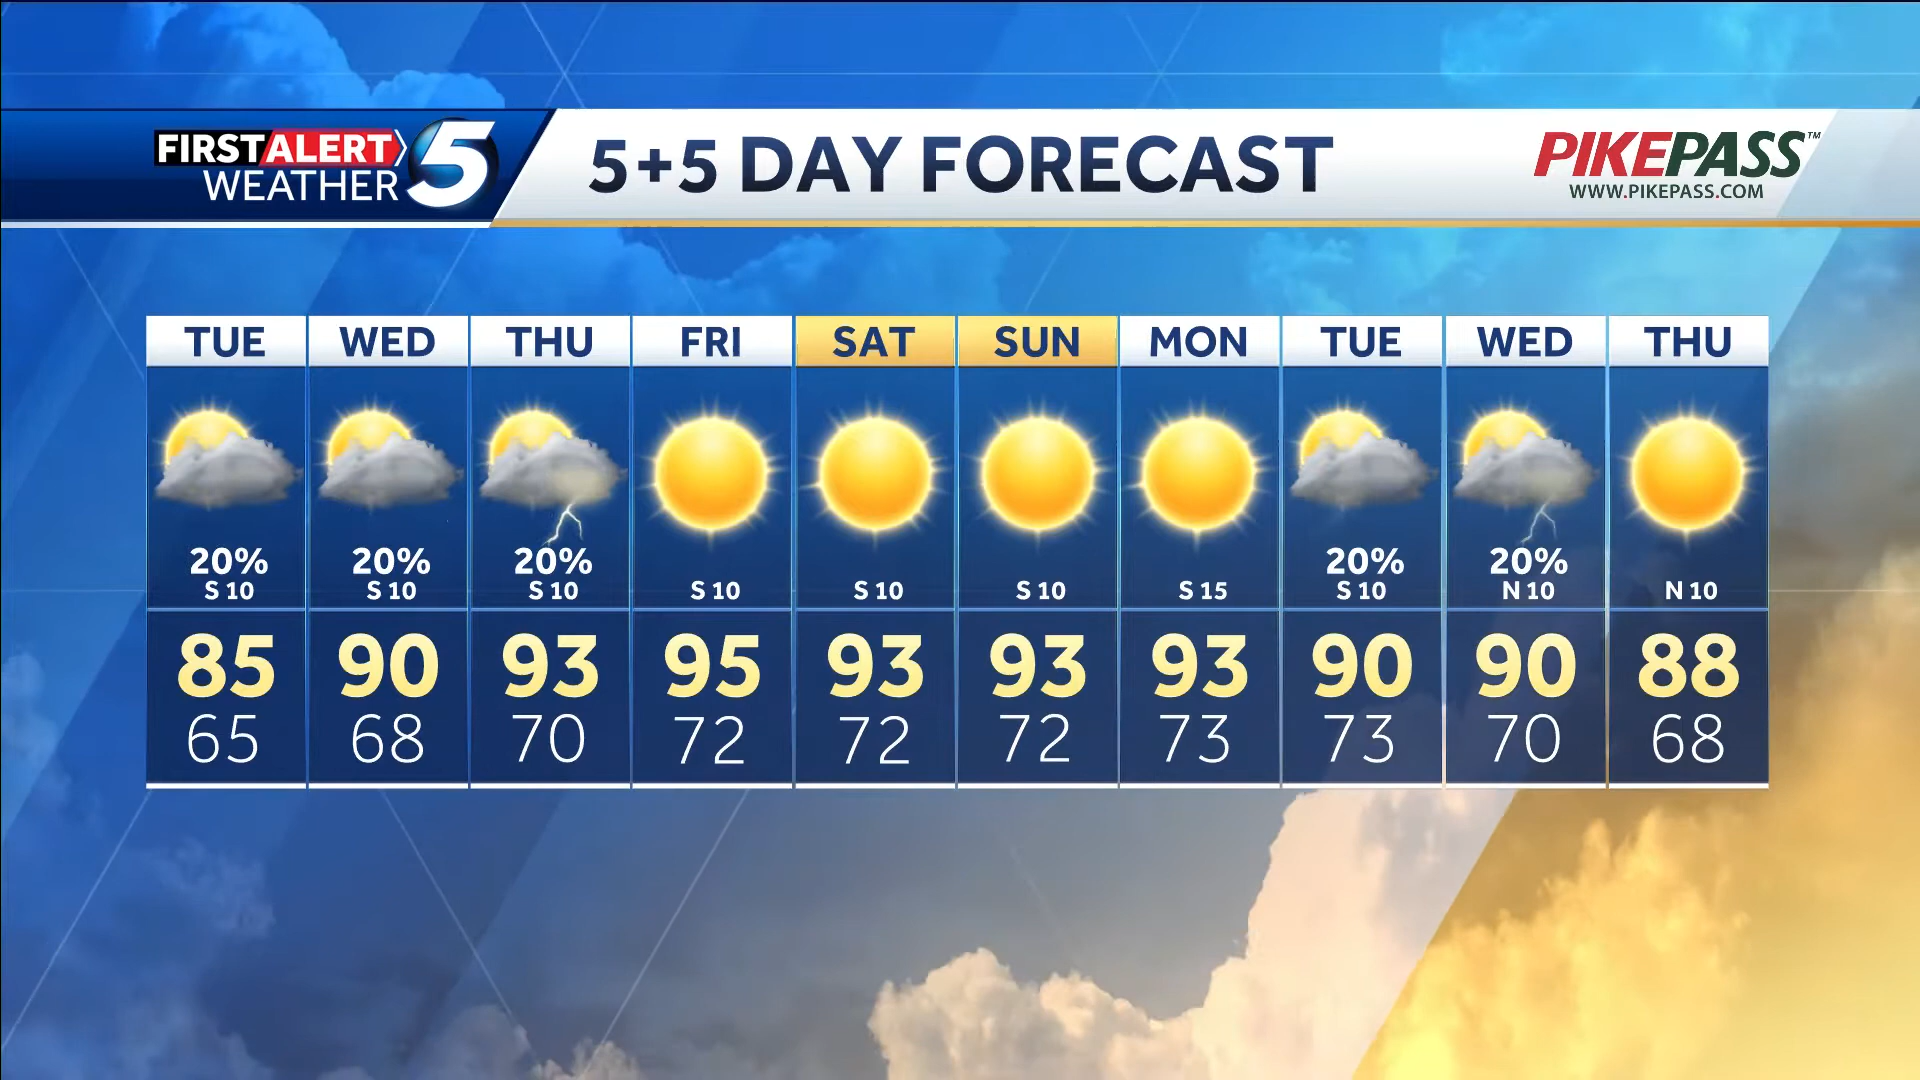 FIRST ALERT 5
WEATHER
5+5 DAY FORECAST
PIKEPASS™
WWW.PIKEPASS.COM
TUE WED THU FRI SAT SUN MON TUE WED THU
20% 20% 20% 20% 20%
S 10 S 10 S 10 S 10 S 10 S 10 S 15 S 10 N 10 N 10
85 90 93 95 93 93 93 90 90 88
65 68 70 72 72 72 73 73 70 68